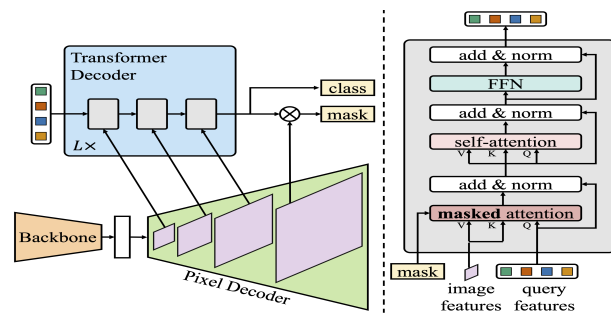 Transformer
Decoder
L×
class
mask
Backbone
Pixel Decoder
add & norm
FFN
add & norm
self-attention
V K Q
add & norm
masked attention
V K Q
mask
image
features
query
features